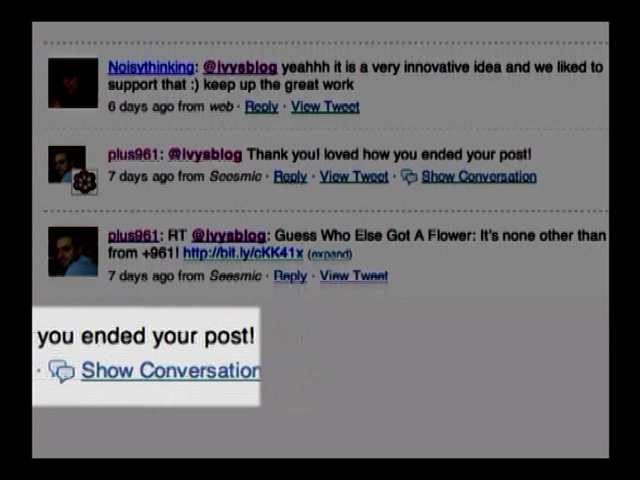 Noisythinking: @ivysblog yeahhh it is a very innovative idea and we liked to
support that :) keep up the great work
6 days ago from web · Reply · View Tweet
plus961: @ivysblog Thank you! loved how you ended your post!
7 days ago from Seesmic · Reply · View Tweet · Show Conversation
plus961: RT @ivysblog: Guess Who Else Got A Flower: It's none other than
from +961! http://bit.ly/cKK41x (expand)
7 days ago from Seesmic · Reply · View Tweet
you ended your post!
· Show Conversation